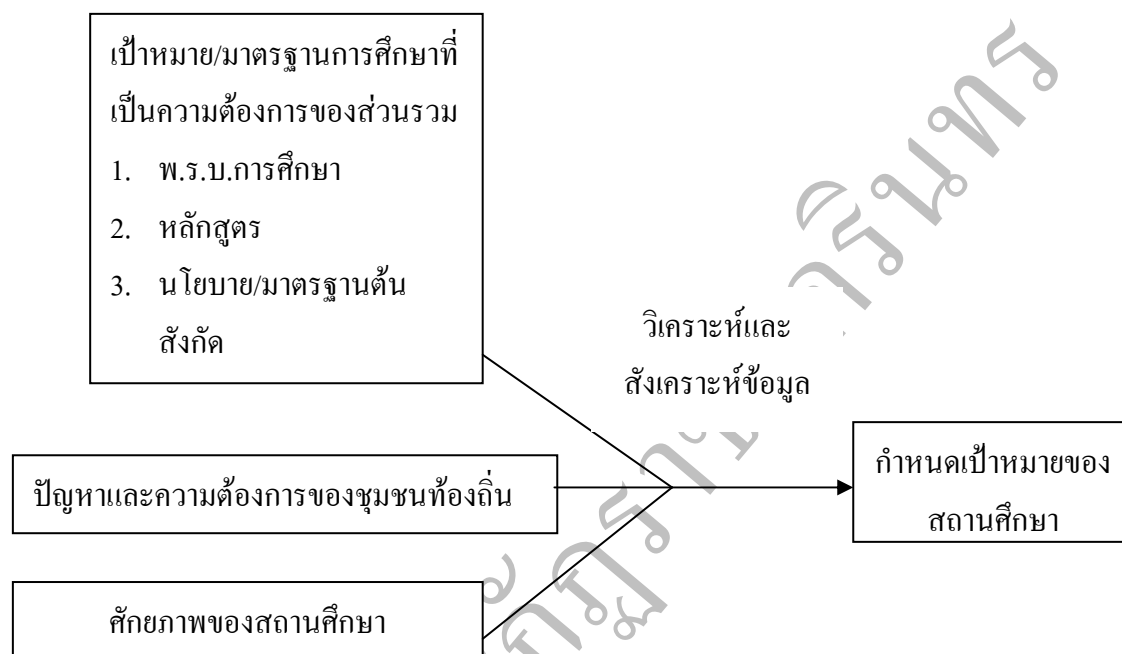 เป้าหมาย/มาตรฐานการศึกษาที่
เป็นความต้องการของส่วนรวม
1. พ.ร.บ.การศึกษา
2. หลักสูตร
3. นโยบาย/มาตรฐานต้น
สังกัด
วิเคราะห์และ
สังเคราะห์ข้อมูล
กำหนดเป้าหมายของ
สถานศึกษา
ปัญหาและความต้องการของชุมชนท้องถิ่น
ศักยภาพของสถานศึกษา